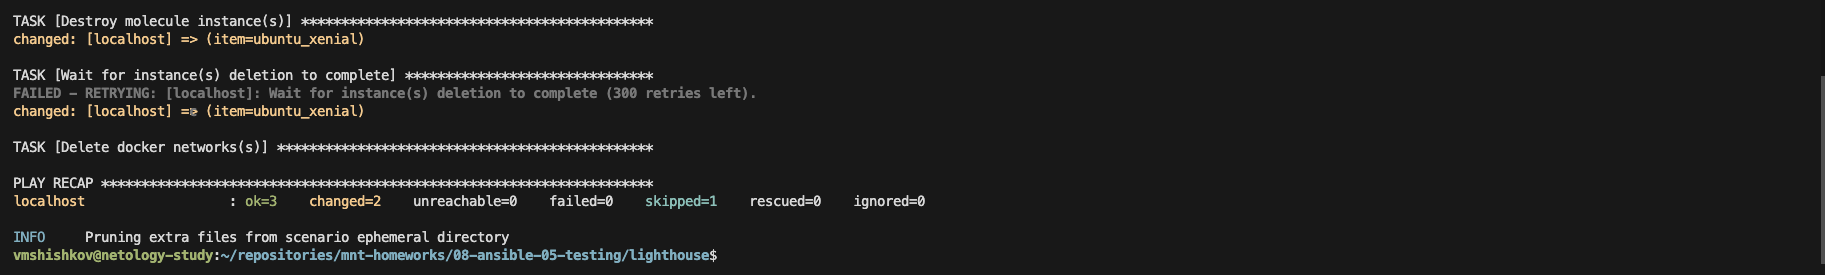 TASK [Destroy molecule instance(s)] ********************************************
changed: [localhost] => (item=ubuntu_xenial)
TASK [Wait for instance(s) deletion to complete] *******************************
FAILED - RETRYING: [localhost]: Wait for instance(s) deletion to complete (300 retries left).
changed: [localhost] => (item=ubuntu_xenial)
TASK [Delete docker networks(s)] ***********************************************
PLAY RECAP *********************************************************************
localhost                  : ok=3    changed=2    unreachable=0    failed=0    skipped=1    rescued=0    ignored=0
INFO     Pruning extra files from scenario ephemeral directory
vmshishkov@netology-study:~/repositories/mnt-homeworks/08-ansible-05-testing/lighthouse$